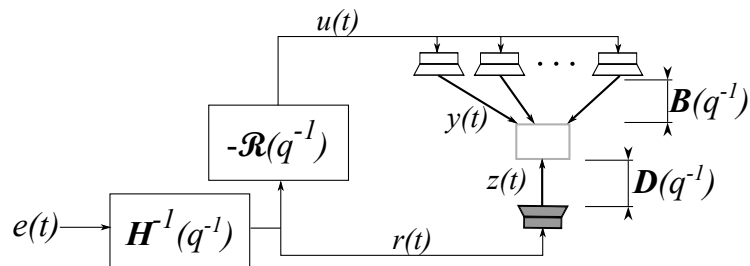 u(t)
. . .
B(q⁻¹)
y(t)
-ℛ(q⁻¹)
z(t)
D(q⁻¹)
e(t)
H⁻¹(q⁻¹)
r(t)